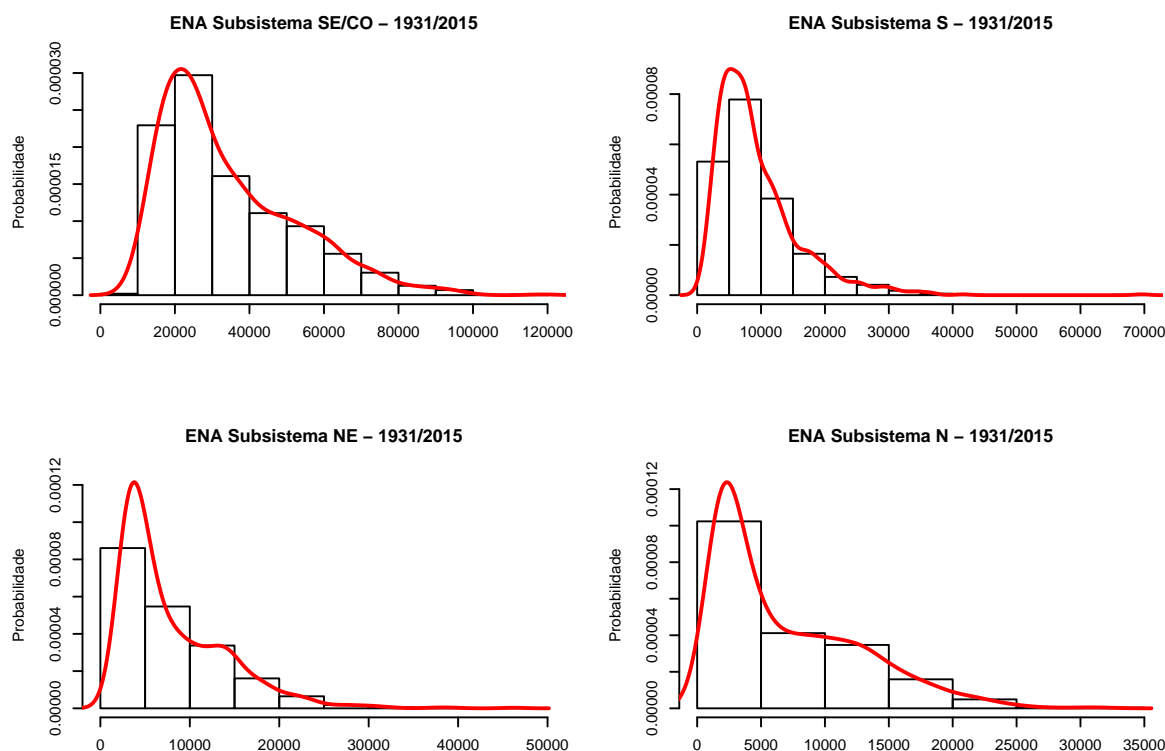 ENA Subsistema SE/CO – 1931/2015
Probabilidade
0.000000 0.000015 0.000030
0 20000 40000 60000 80000 100000 120000
ENA Subsistema S – 1931/2015
Probabilidade
0.00000 0.00004 0.00008
0 10000 20000 30000 40000 50000 60000 70000
ENA Subsistema NE – 1931/2015
Probabilidade
0.00000 0.00004 0.00008 0.00012
0 10000 20000 30000 40000 50000
ENA Subsistema N – 1931/2015
Probabilidade
0.00000 0.00004 0.00008 0.00012
0 5000 10000 15000 20000 25000 30000 35000